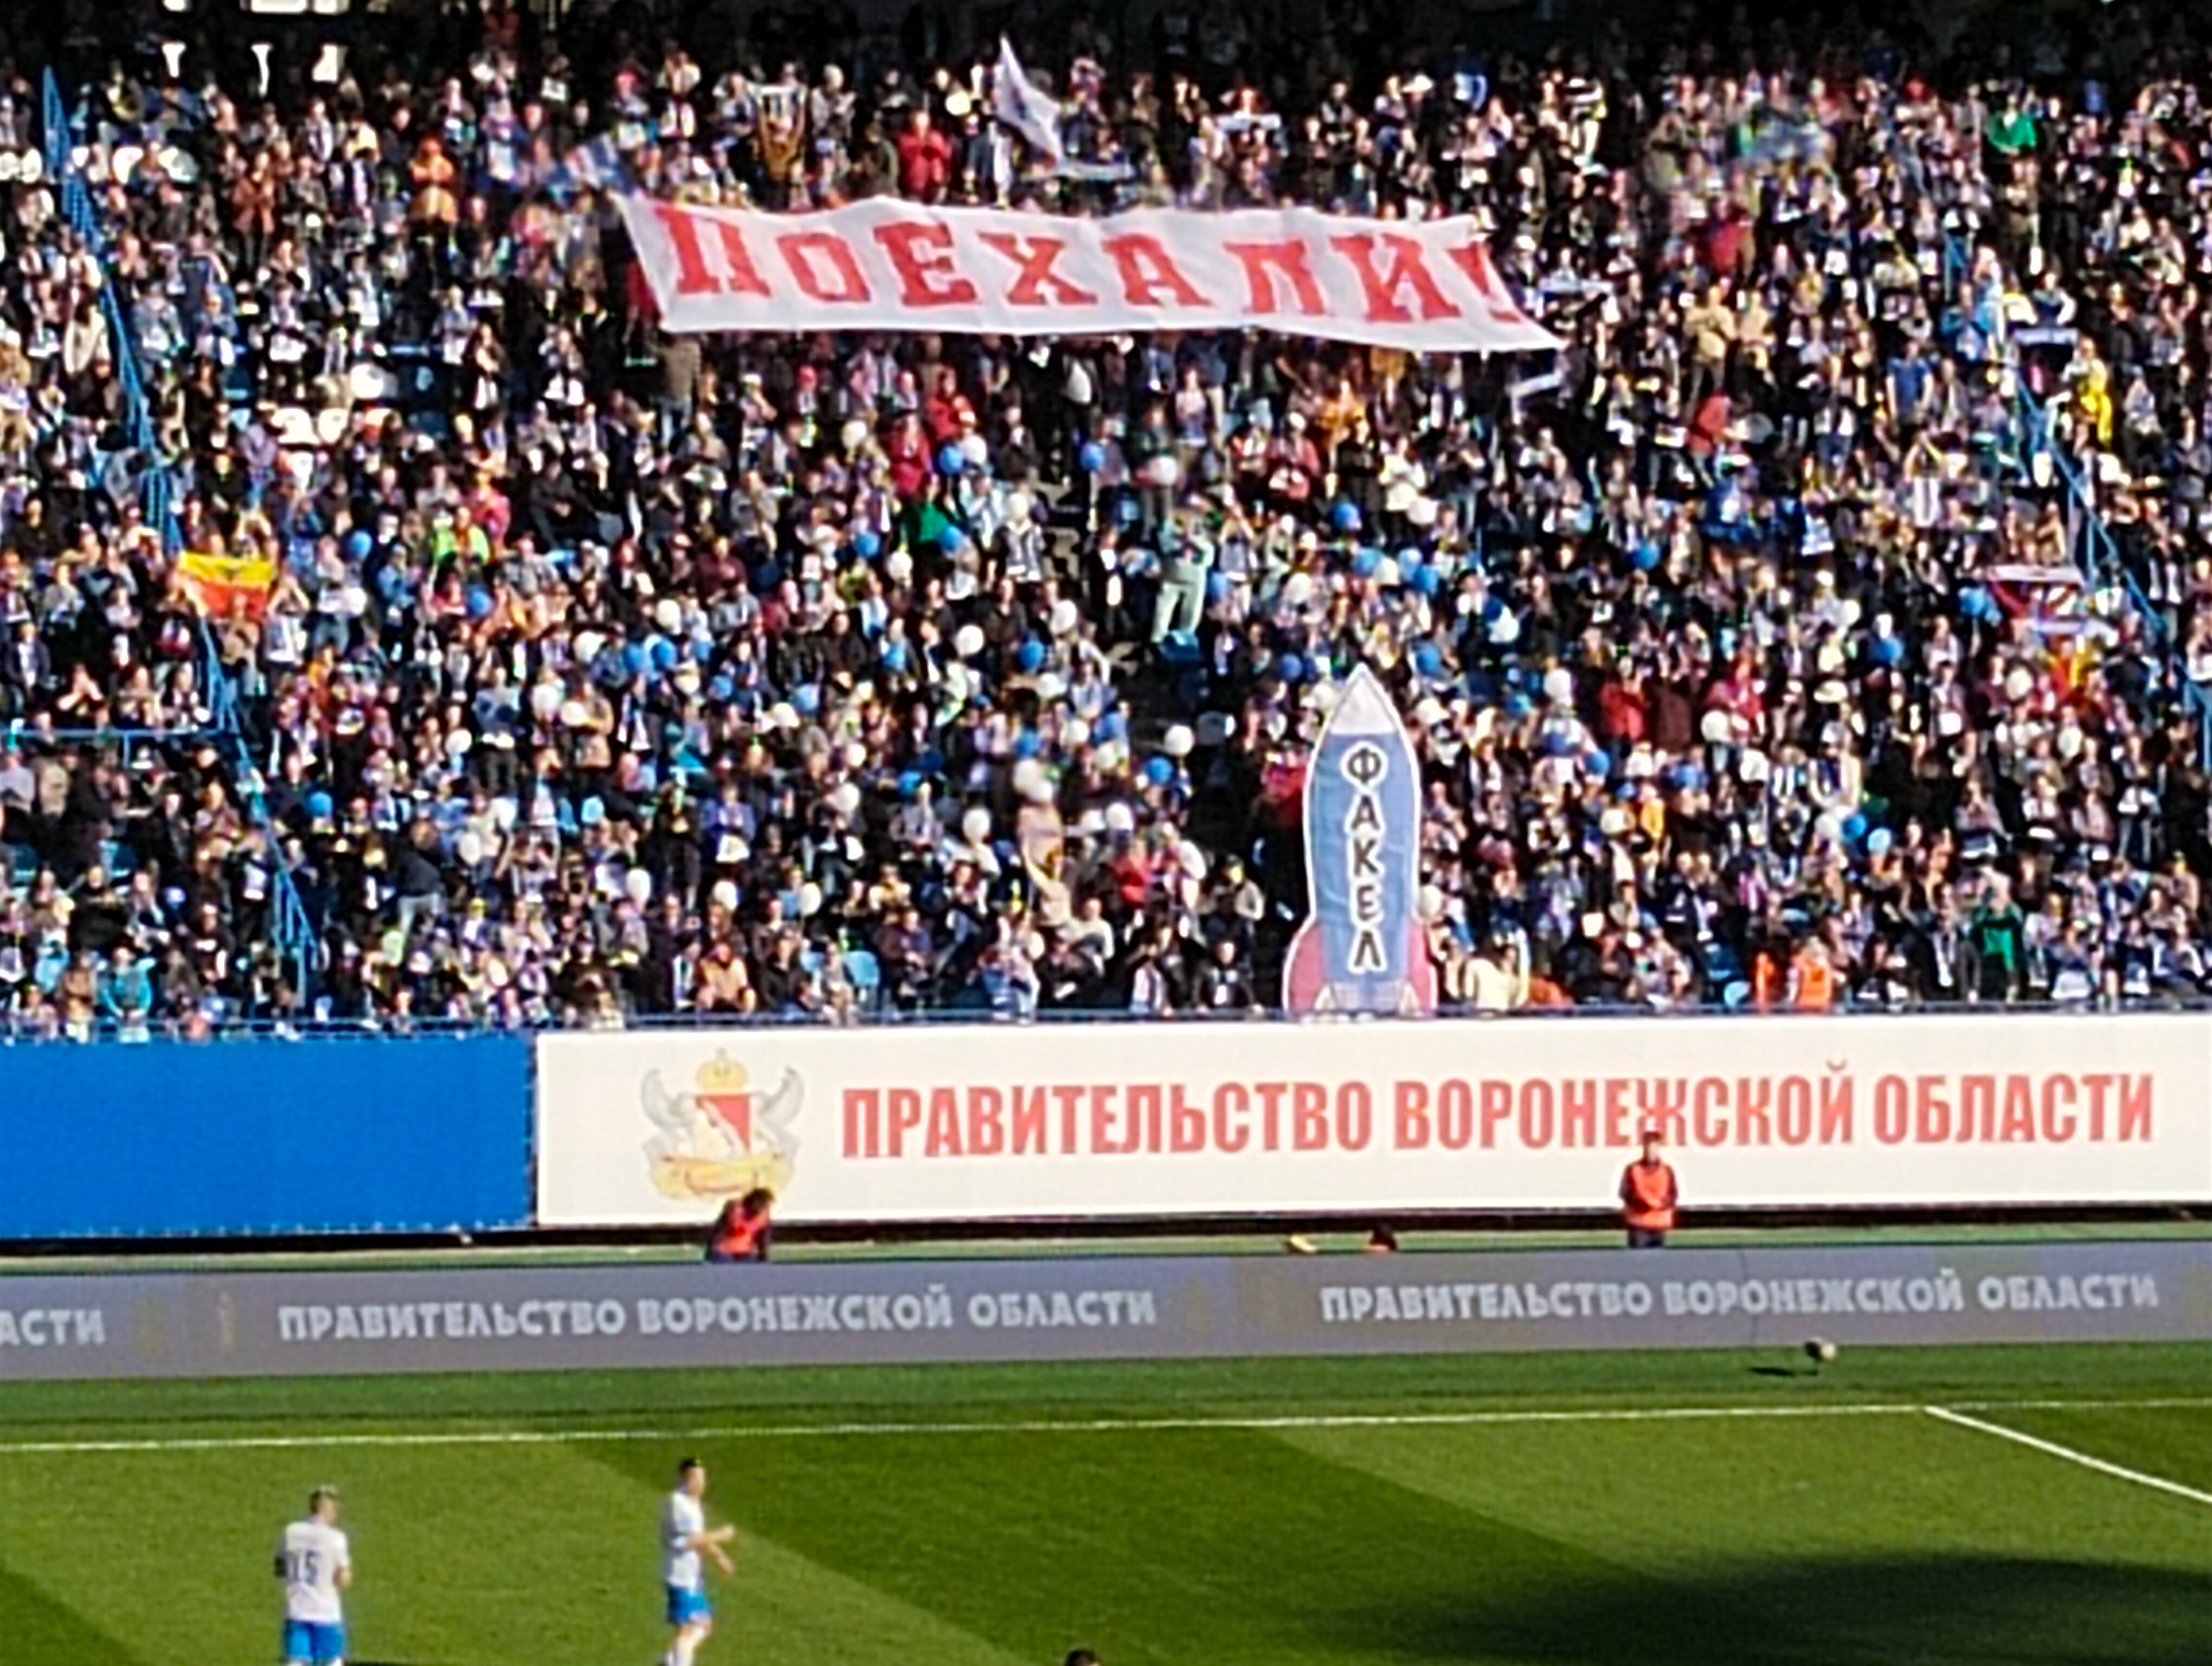 ПОЕХАЛИ!
ФАКЕЛ
ПРАВИТЕЛЬСТВО ВОРОНЕЖСКОЙ ОБЛАСТИ
АСТИ ПРАВИТЕЛЬСТВО ВОРОНЕЖСКОЙ ОБЛАСТИ ПРАВИТЕЛЬСТВО ВОРОНЕЖСКОЙ ОБЛАСТИ
15